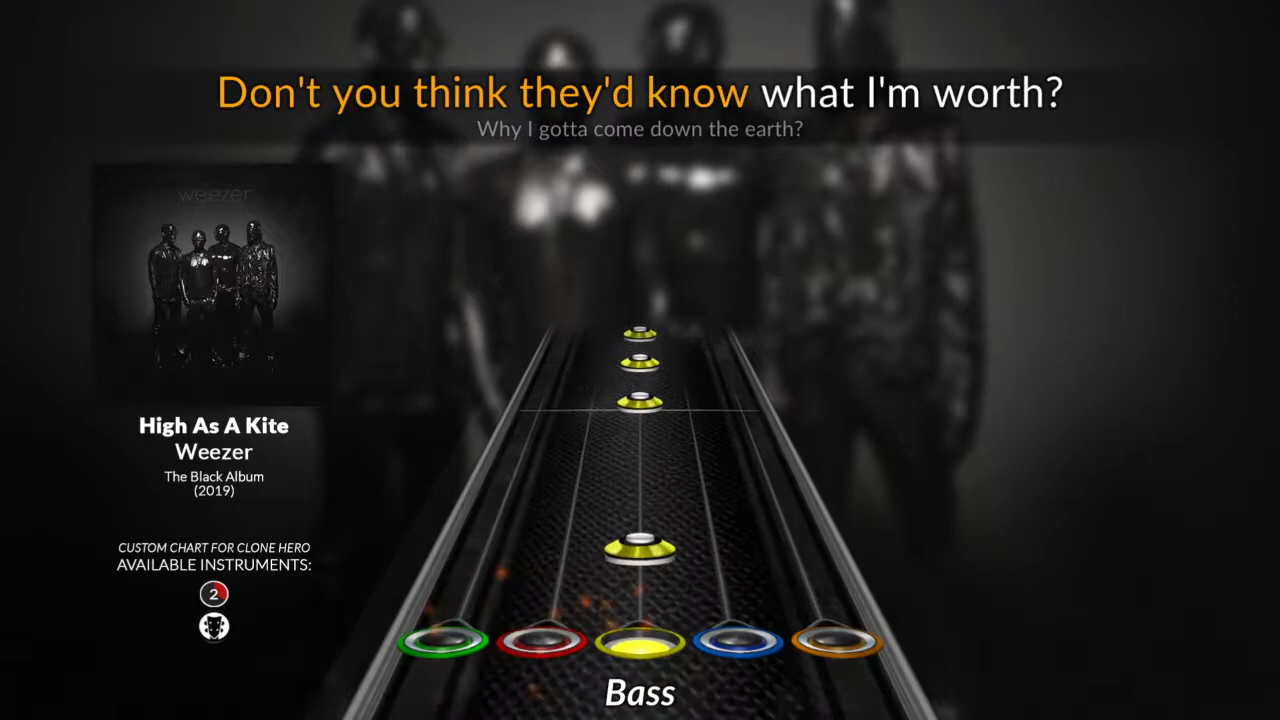 Don't you think they'd know what I'm worth?
Why I gotta come down the earth?
weezer
High As A Kite
Weezer
The Black Album
(2019)
CUSTOM CHART FOR CLONE HERO
AVAILABLE INSTRUMENTS:
2
Bass